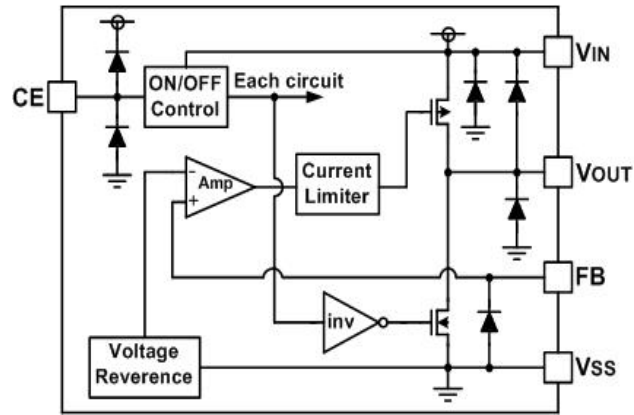 VIN
CE
ON/OFF
Control
Each circuit
Current
Limiter
-
Amp
+
VOUT
FB
inv
Voltage
Reverence
VSS